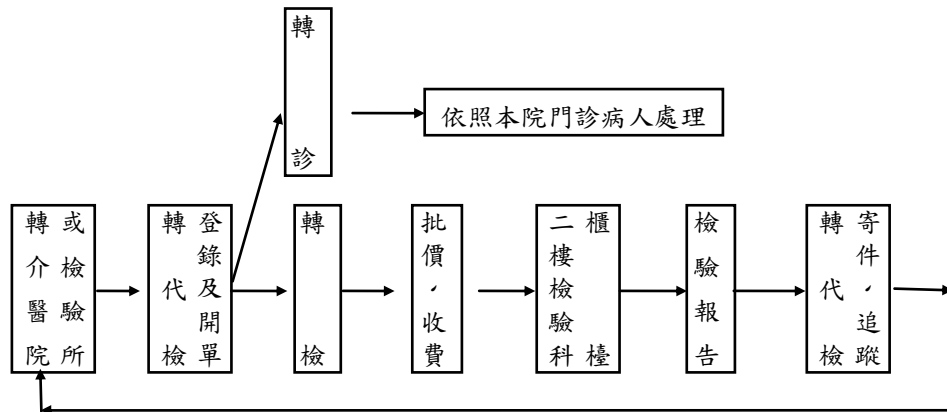 轉診
依照本院門診病人處理
轉介醫院
或檢驗所
轉代檢
登錄及開單
轉檢
批價，收費
二樓檢驗科
櫃檯
檢驗報告
轉代檢
寄件，追蹤